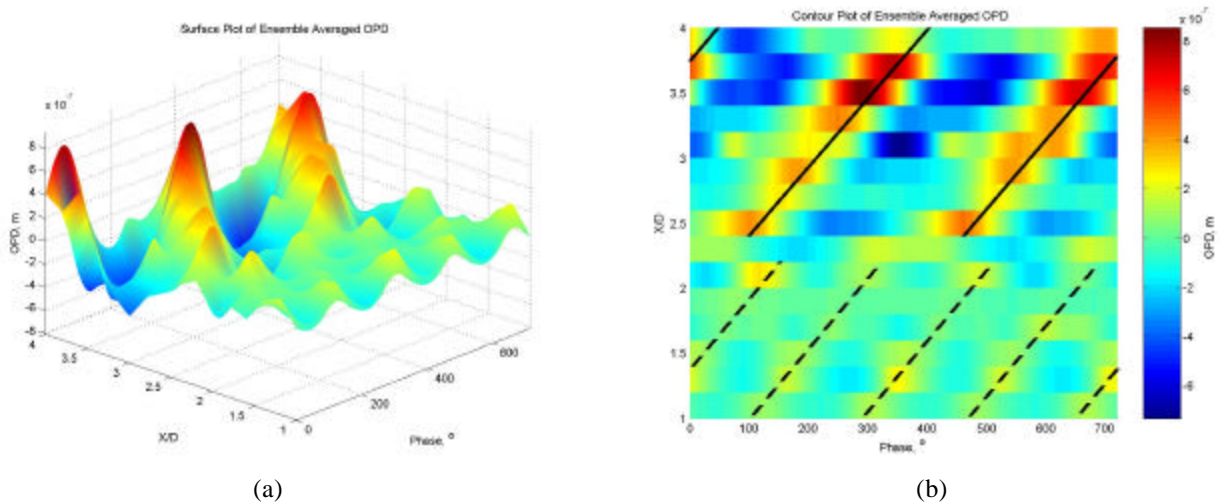 Surface Plot of Ensemble Averaged OPD
x 10⁻⁷
OPD, m
8
6
4
2
0
-2
-4
-6
-8
4
3.5
3
2.5
2
1.5
1
X/D
0
200
400
600
Phase, °
(a)
Contour Plot of Ensemble Averaged OPD
X/D
4
3.5
3
2.5
2
1.5
1
0 100 200 300 400 500 600 700
Phase, °
x 10⁻⁷
8
6
4
2
0
-2
-4
-6
OPD, m
(b)